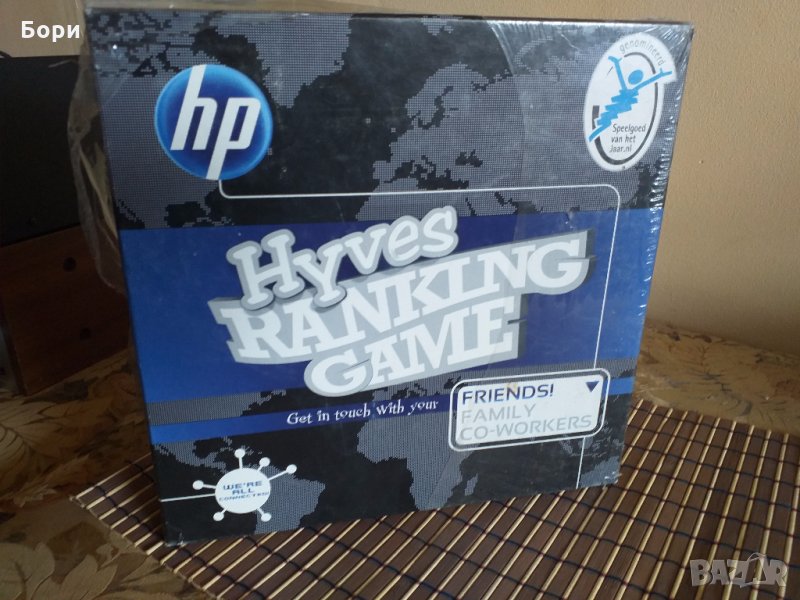 Бори
hp
genomineerd
Speelgoed
van het
Jaar.nl
Hyves
RANKING
GAME
Get in touch with your
FRIENDS!
FAMILY
CO-WORKERS
WE'RE
ALL
CONNECTED
BAZAR